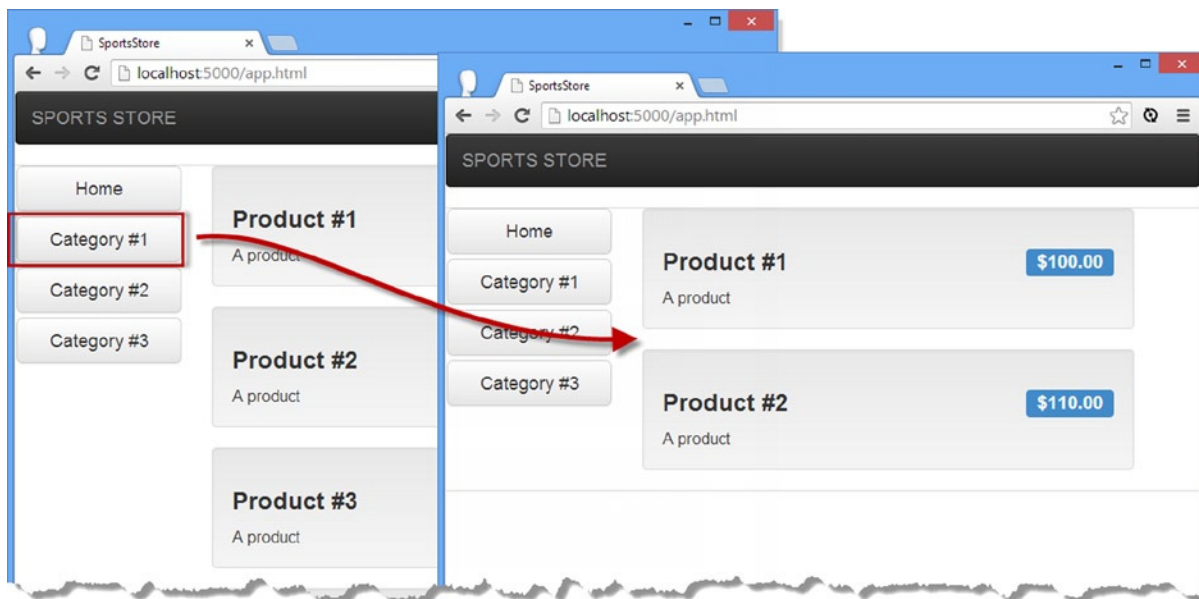 SportsStore
localhost:5000/app.html
SPORTS STORE
Home
Category #1
Category #2
Category #3
Product #1
A product
Product #2
A product
Product #3
A product
SportsStore
localhost:5000/app.html
SPORTS STORE
Home
Category #1
Category #2
Category #3
Product #1
$100.00
A product
Product #2
$110.00
A product